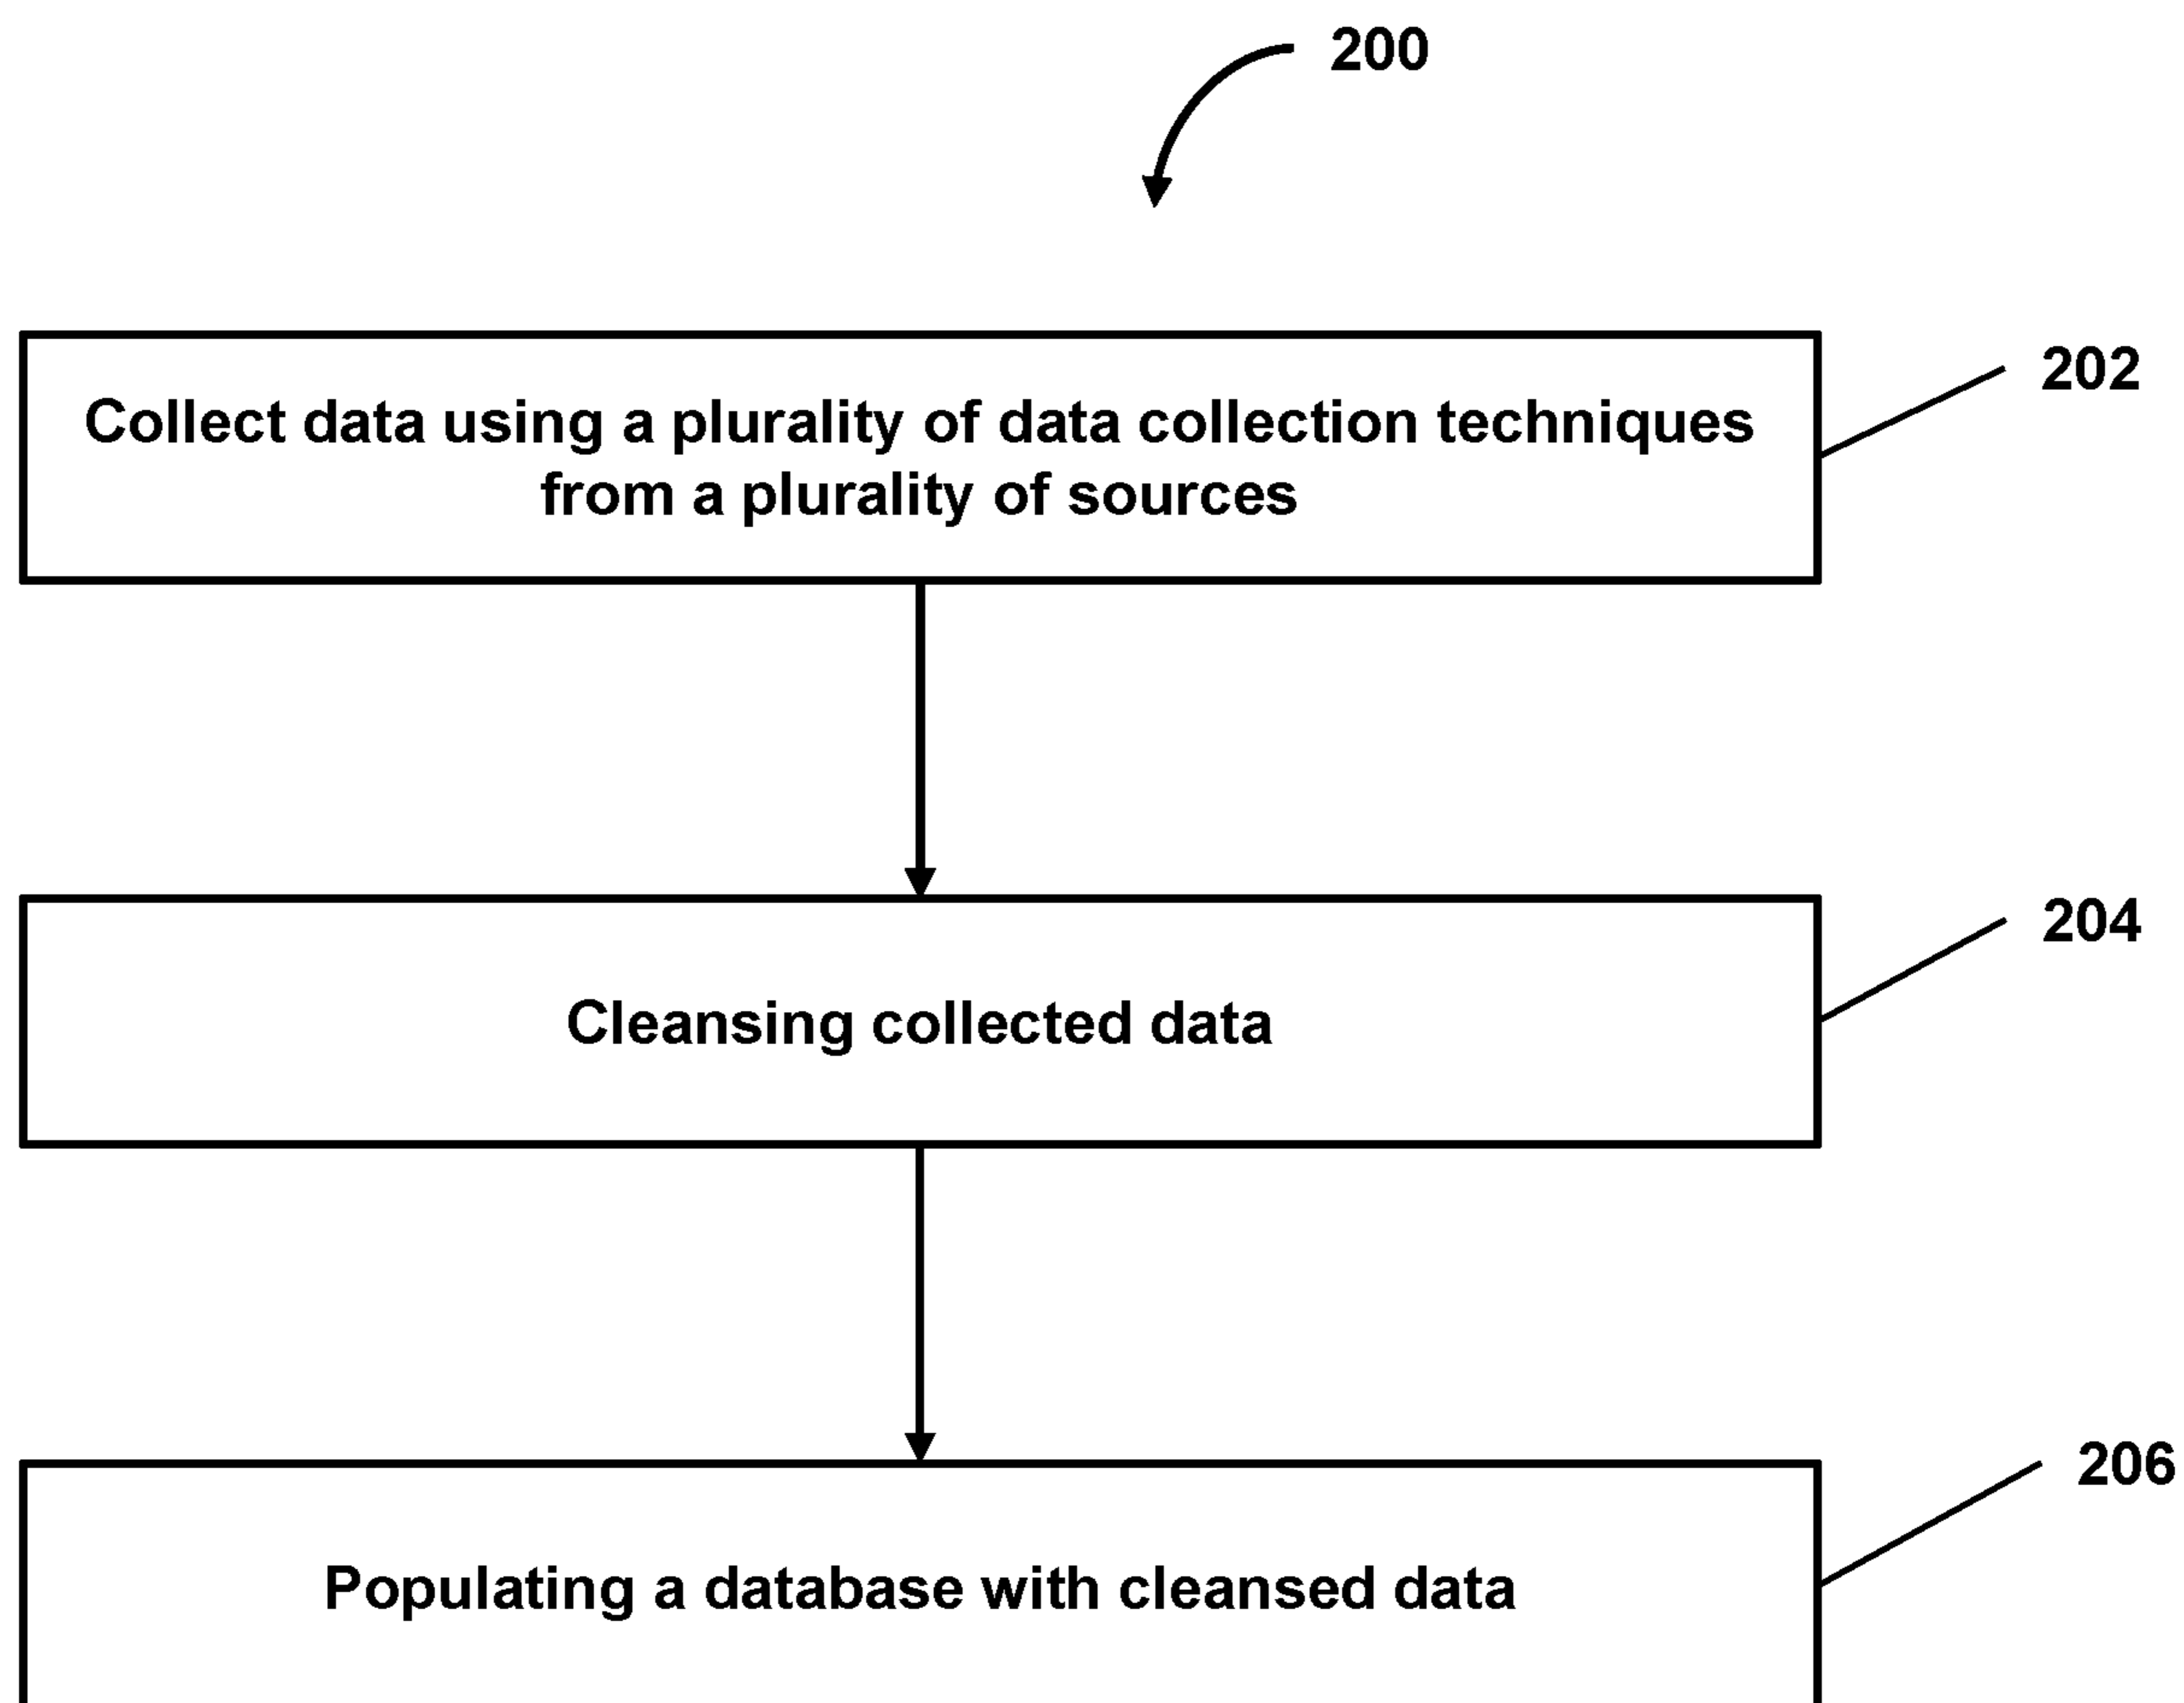 200
202
Collect data using a plurality of data collection techniques
from a plurality of sources
204
Cleansing collected data
206
Populating a database with cleansed data